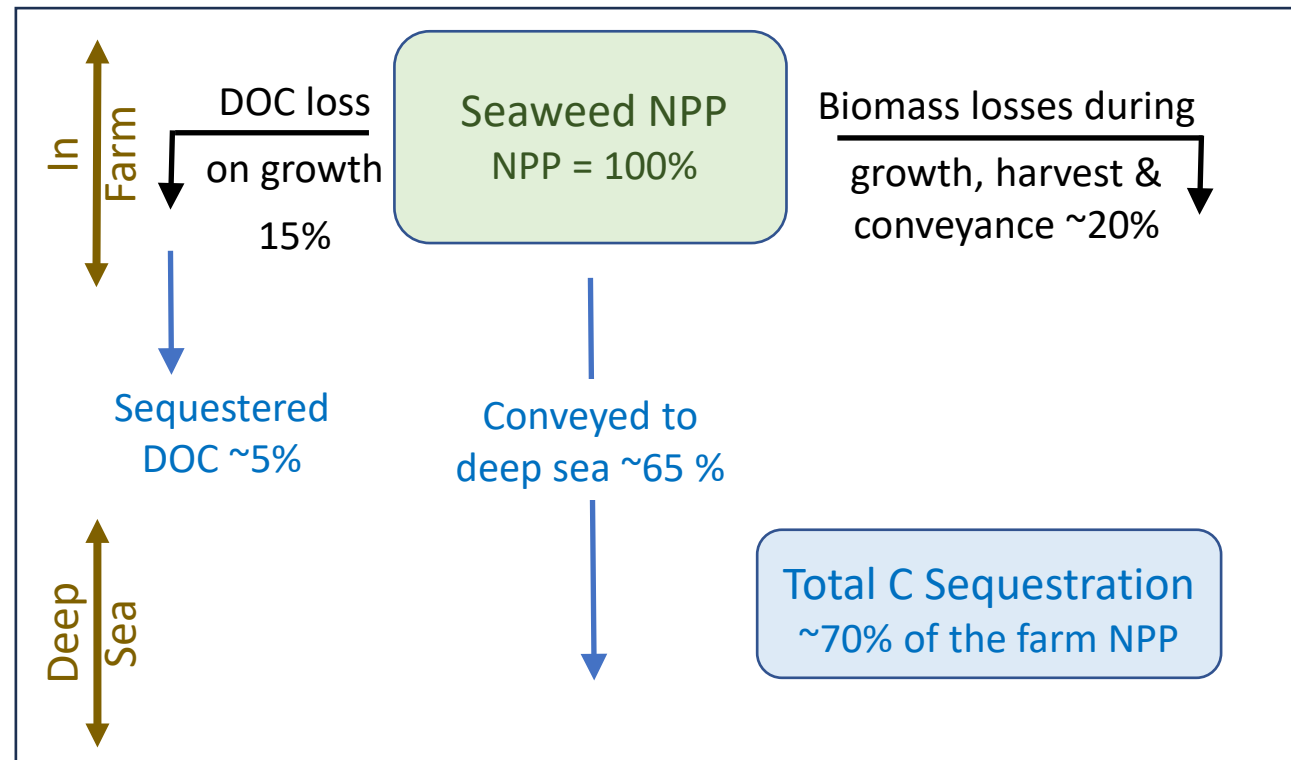 In
Farm
DOC loss
on growth
15%
Seaweed NPP
NPP = 100%
Biomass losses during
growth, harvest &
conveyance ~20%
Sequestered
DOC ~5%
Conveyed to
deep sea ~65 %
Deep
Sea
Total C Sequestration
~70% of the farm NPP